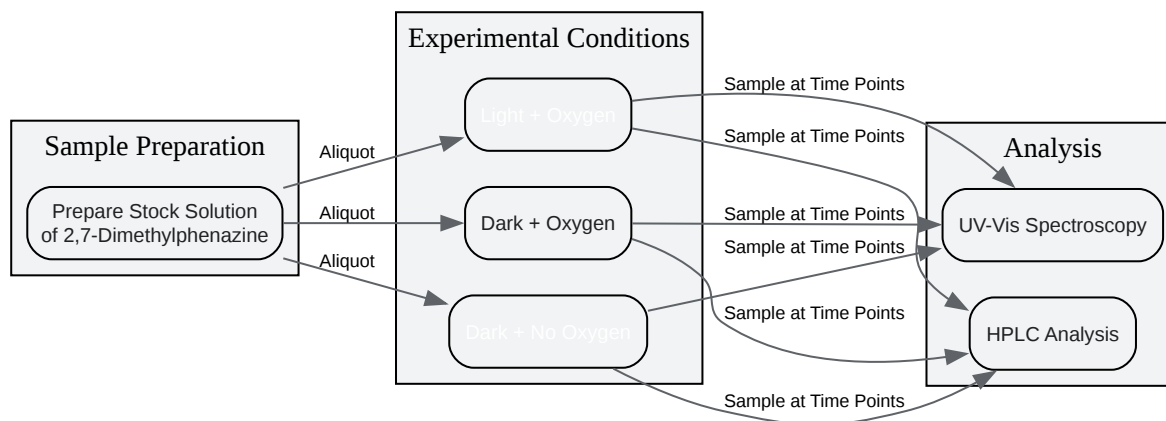 Sample Preparation
Prepare Stock Solution
of 2,7-Dimethylphenazine
Aliquot
Aliquot
Aliquot
Experimental Conditions
Light + Oxygen
Dark + Oxygen
Dark + No Oxygen
Sample at Time Points
Sample at Time Points
Sample at Time Points
Sample at Time Points
Sample at Time Points
Sample at Time Points
Analysis
UV-Vis Spectroscopy
HPLC Analysis